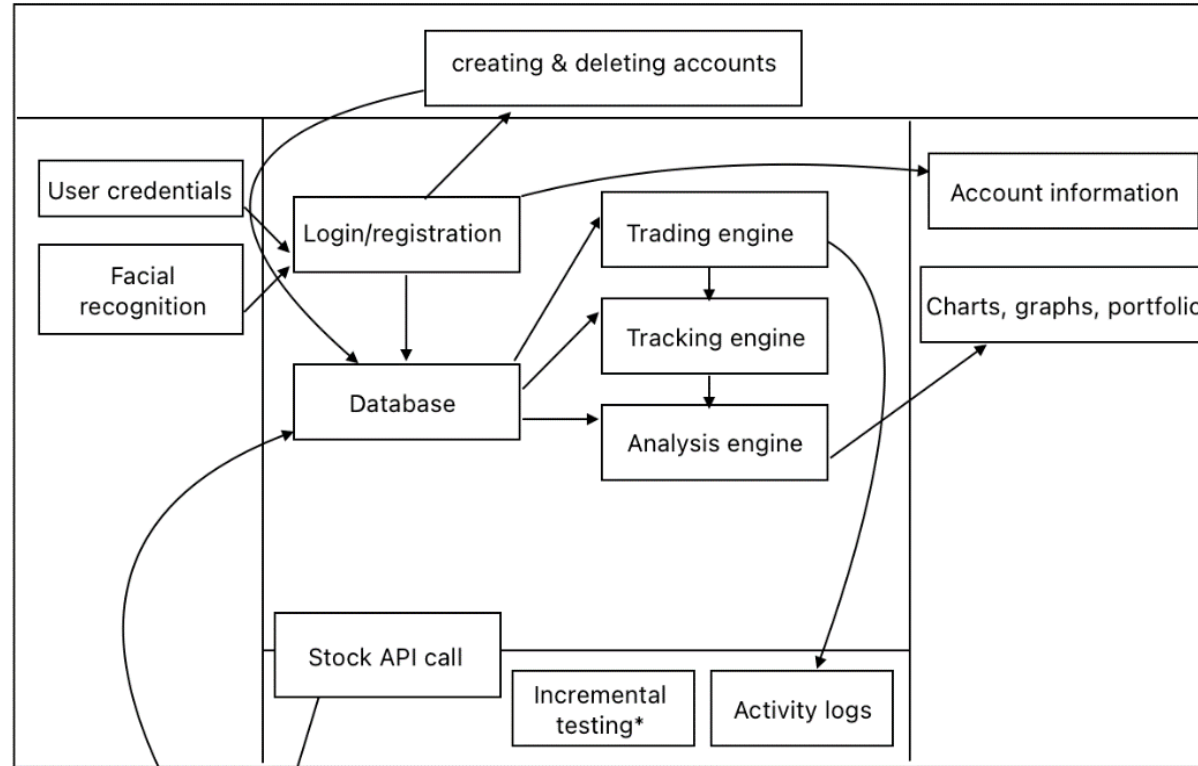 creating & deleting accounts
User credentials
Facial
recognition
Login/registration
Database
Trading engine
Tracking engine
Analysis engine
Account information
Charts, graphs, portfolio
Stock API call
Incremental
testing*
Activity logs